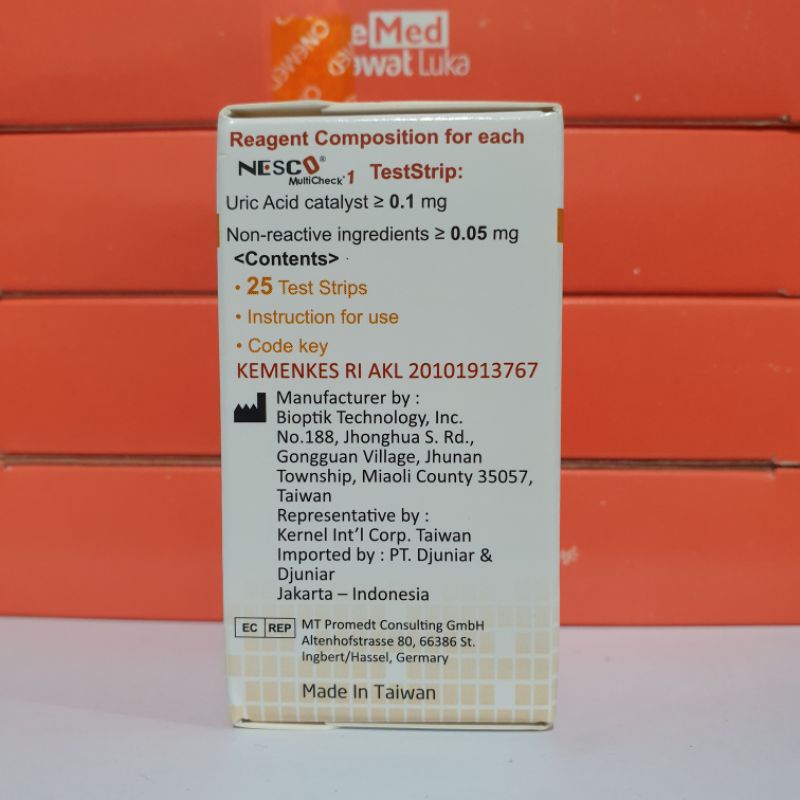 eMed
awat Luka
ONEMED
Reagent Composition for each
NESCO® MultiCheck® 1 TestStrip:
Uric Acid catalyst ≥ 0.1 mg
Non-reactive ingredients ≥ 0.05 mg
<Contents>
• 25 Test Strips
• Instruction for use
• Code key
KEMENKES RI AKL 20101913767
Manufacturer by :
Bioptik Technology, Inc.
No.188, Jhonghua S. Rd.,
Gongguan Village, Jhunan
Township, Miaoli County 35057,
Taiwan
Representative by :
Kernel Int'l Corp. Taiwan
Imported by : PT. Djuniar &
Djuniar
Jakarta – Indonesia
EC REP MT Promedt Consulting GmbH
Altenhofstrasse 80, 66386 St.
Ingbert/Hassel, Germany
Made In Taiwan